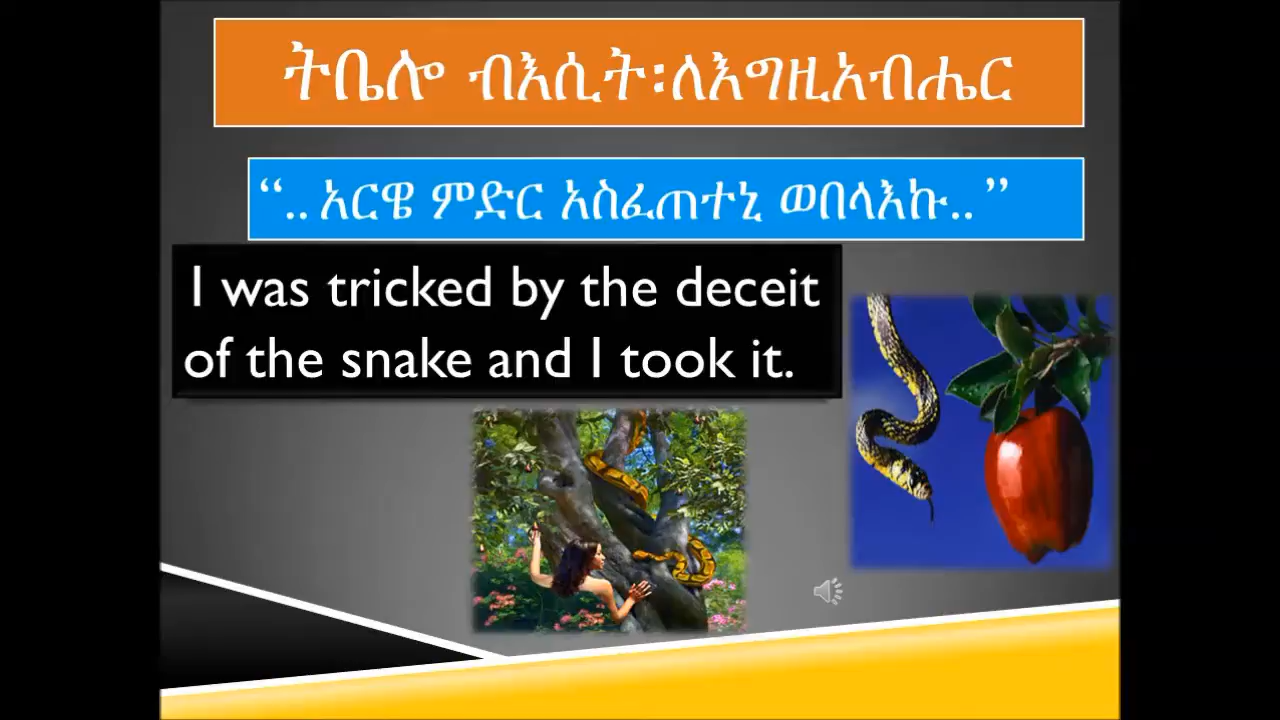 ትቤሎ ብእሲት፡ለእግዚአብሔር
“.. አርዌ ምድር አስፈጠተኒ ወበላእኩ.. ”
I was tricked by the deceit
of the snake and I took it.